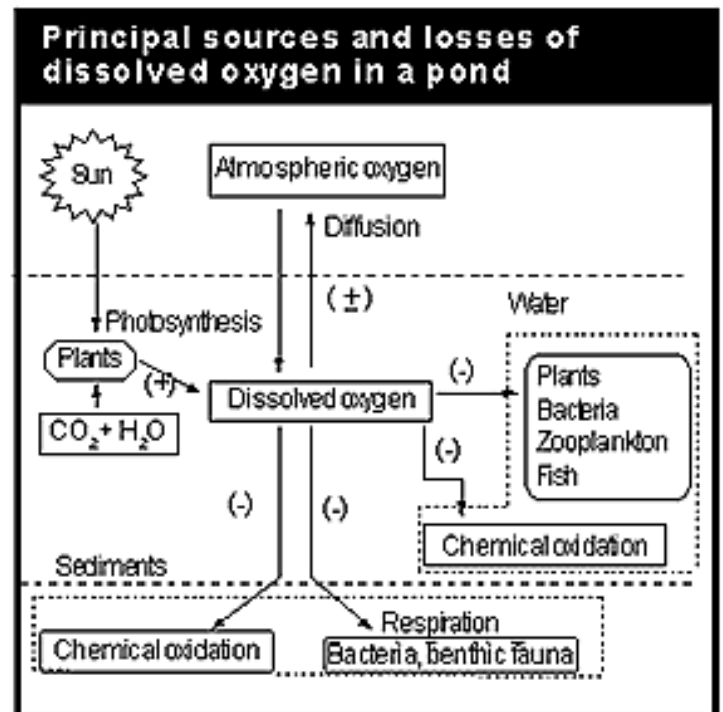 Principal sources and losses of
dissolved oxygen in a pond
Sun
Atmospheric oxygen
Diffusion
(±)
Water
Photosynthesis
Plants
(+)
CO₂+ H₂O
Dissolved oxygen
(-)
Plants
Bacteria
Zooplankton
Fish
(-)
Chemical oxidation
(-)
(-)
Sediments
Chemical oxidation
Respiration
Bacteria, benthic fauna